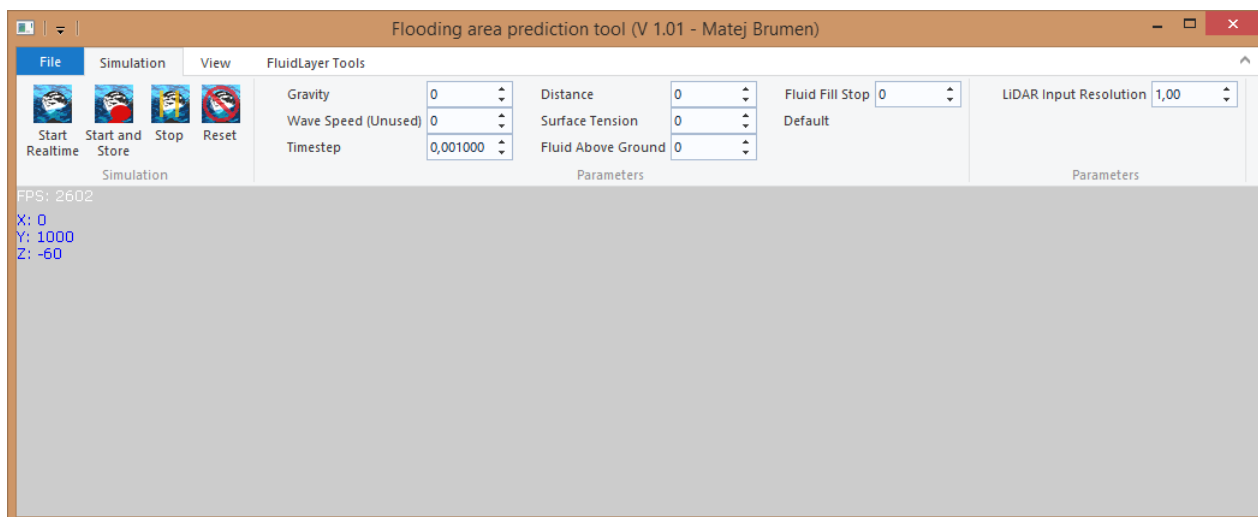 Flooding area prediction tool (V 1.01 - Matej Brumen)
File Simulation View FluidLayer Tools
Start Realtime
Start and Store
Stop
Reset
Simulation
Gravity 0
Wave Speed (Unused) 0
Timestep 0,001000
Distance 0
Surface Tension 0
Fluid Above Ground 0
Fluid Fill Stop 0
Default
Parameters
LiDAR Input Resolution 1,00
Parameters
FPS: 2602
X: 0
Y: 1000
Z: -60